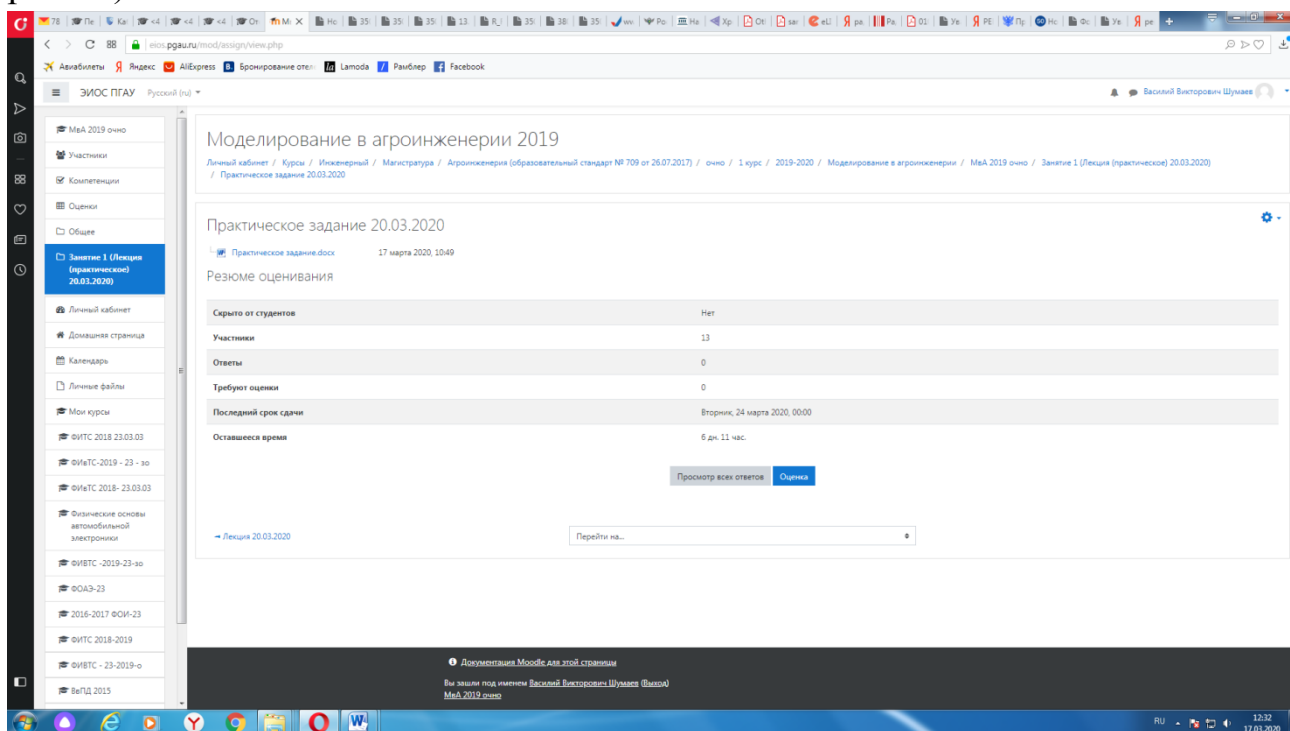 88 eios.pgau.ru/mod/assign/view.php
Авиабилеты Яндекс AliExpress Бронирование отел Lamoda Рамблер Facebook
ЭИОС ПГАУ Русский (ru) Василий Викторович Шумаев
МвА 2019 очно
Участники
Компетенции
Оценки
Общее
Занятие 1 (Лекция
(практическое)
20.03.2020)
Личный кабинет
Домашняя страница
Календарь
Личные файлы
Мои курсы
ФИТС 2018 23.03.03
ФИвТС-2019 - 23 - зо
ФИвТС 2018- 23.03.03
Физические основы
автомобильной
электроники
ФИВТС -2019-23-зо
ФОАЭ-23
2016-2017 ФОИ-23
ФИТС 2018-2019
ФИВТС - 23-2019-о
ВвПД 2015
Моделирование в агроинженерии 2019
Личный кабинет / Курсы / Инженерный / Магистратура / Агроинженерия (образовательный стандарт № 709 от 26.07.2017) / очно / 1 курс / 2019-2020 / Моделирование в агроинженерии / МвА 2019 очно / Занятие 1 (Лекция (практическое) 20.03.2020)
/ Практическое задание 20.03.2020
Практическое задание 20.03.2020
Практическое задание.docx 17 марта 2020, 10:49
Резюме оценивания
Скрыто от студентов Нет
Участники 13
Ответы 0
Требуют оценки 0
Последний срок сдачи Вторник, 24 марта 2020, 00:00
Оставшееся время 6 дн. 11 час.
Просмотр всех ответов Оценка
Лекция 20.03.2020 Перейти на...
Документация Moodle для этой страницы
Вы зашли под именем Василий Викторович Шумаев (Выход)
МвА 2019 очно
RU 12:32
17.03.2020